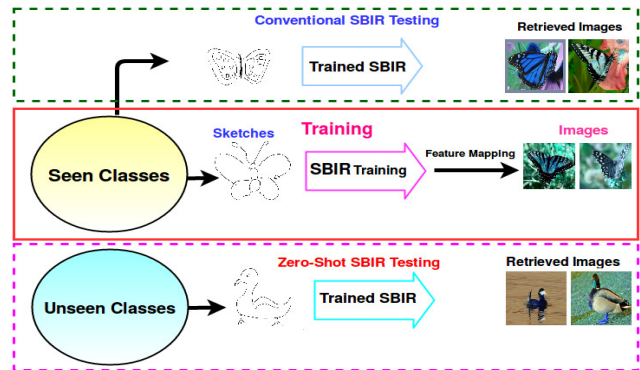 Conventional SBIR Testing
Retrieved Images
Trained SBIR
Sketches
Training
Images
Seen Classes
SBIR Training
Feature Mapping
Zero-Shot SBIR Testing
Retrieved Images
Unseen Classes
Trained SBIR